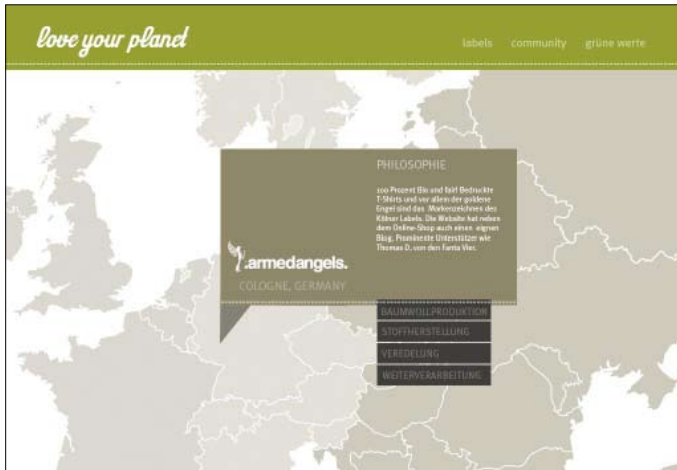 love your planet
labels community grüne werte
PHILOSOPHIE
100 Prozent Bio und fair! Bedruckte
T-Shirts und vor allem der goldene
Engel sind das Markenzeichnen des
Kölner Labels. Die Website hat neben
dem Online-Shop auch einen eignen
Blog. Prominente Unterstützer wie
Thomas D. von den Fanta Vier.
.armedangels.
COLOGNE, GERMANY
BAUMWOLLPRODUKTION
STOFFHERSTELLUNG
VEREDELUNG
WEITERVERARBEITUNG